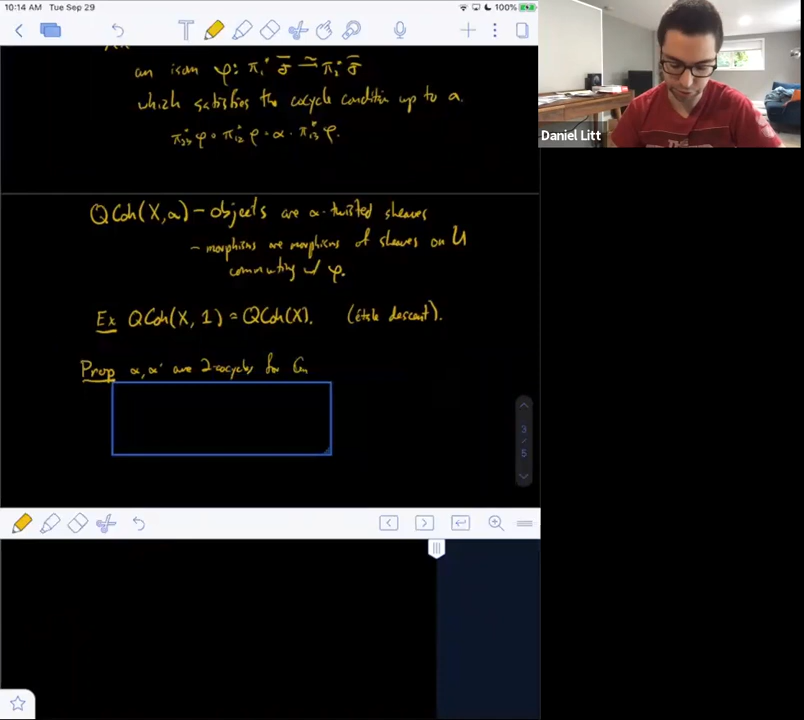 10:14 AM Tue Sep 29
100%
an isom φ: π₁* F̄ ≅ π₂* F̄
which satisfies the cocycle condition up to α.
π₂₃*φ ∘ π₁₂*φ = α · π₁₃*φ.
QCoh(X, α) – objects are α-twisted sheaves
– morphisms are morphisms of sheaves on U
commuting w/ φ.
Ex QCoh(X, 1) = QCoh(X). (étale descent).
Prop α, α' are 2-cocycles for Gm
3
/
5
Daniel Litt